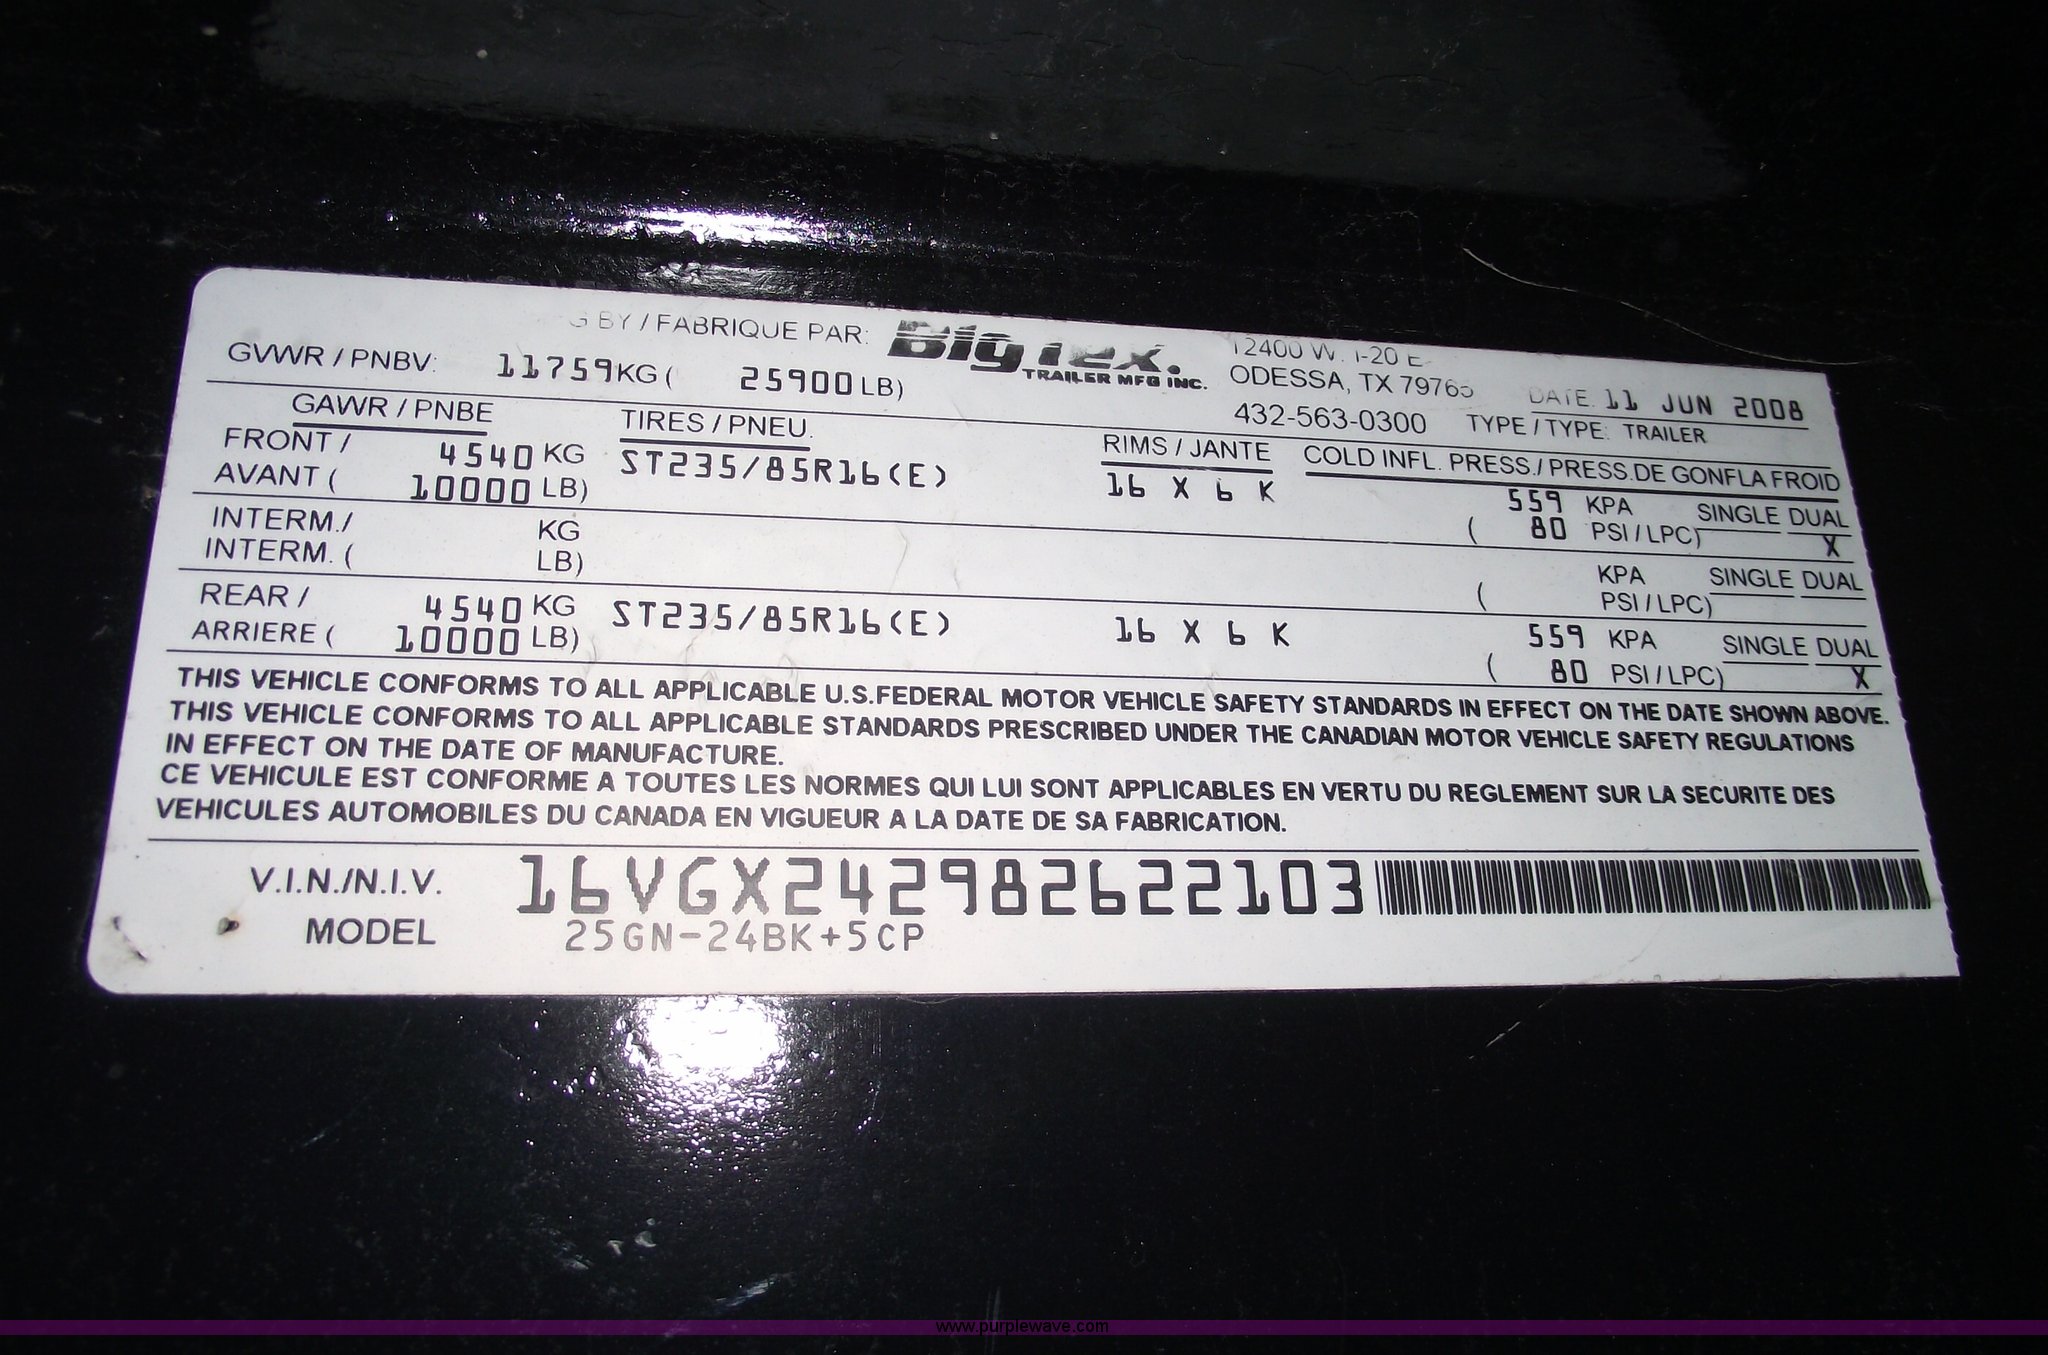 BY / FABRIQUE PAR: Big Tex. 12400 W. I-20 E
TRAILER MFG INC. ODESSA, TX 79765 DATE. 11 JUN 2008
GVWR / PNBV: 11759KG ( 25900 LB) 432-563-0300 TYPE / TYPE: TRAILER
GAWR / PNBE TIRES / PNEU. RIMS / JANTE COLD INFL. PRESS. / PRESS.DE GONFLA FROID
FRONT / 4540 KG ST235/85R16(E) 16 X 6 K 559 KPA SINGLE DUAL
AVANT ( 10000 LB) ( 80 PSI / LPC) X
INTERM./ KG KPA SINGLE DUAL
INTERM. ( LB) ( PSI / LPC)
REAR / 4540 KG ST235/85R16(E) 16 X 6 K 559 KPA SINGLE DUAL
ARRIERE ( 10000 LB) ( 80 PSI / LPC) X
THIS VEHICLE CONFORMS TO ALL APPLICABLE U.S.FEDERAL MOTOR VEHICLE SAFETY STANDARDS IN EFFECT ON THE DATE SHOWN ABOVE.
THIS VEHICLE CONFORMS TO ALL APPLICABLE STANDARDS PRESCRIBED UNDER THE CANADIAN MOTOR VEHICLE SAFETY REGULATIONS
IN EFFECT ON THE DATE OF MANUFACTURE.
CE VEHICULE EST CONFORME A TOUTES LES NORMES QUI LUI SONT APPLICABLES EN VERTU DU REGLEMENT SUR LA SECURITE DES
VEHICULES AUTOMOBILES DU CANADA EN VIGUEUR A LA DATE DE SA FABRICATION.
V.I.N./N.I.V. 16VGX242982622103
MODEL 25GN-24BK+5CP
www.purplewave.com